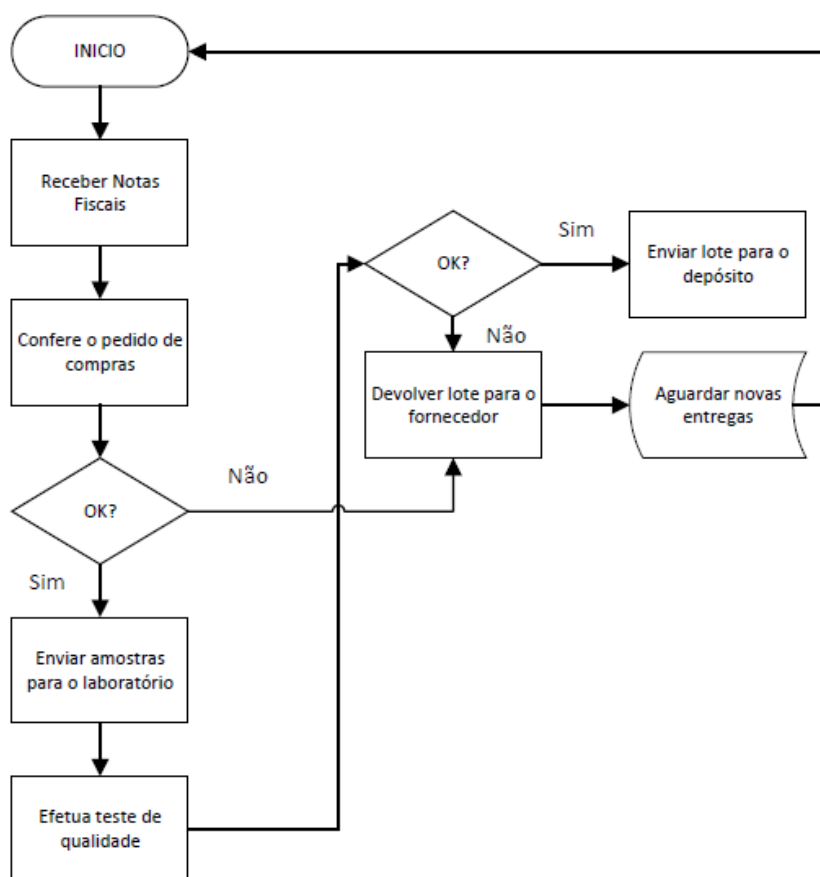 INICIO
Receber Notas
Fiscais
Confere o pedido de
compras
OK?
Não
Sim
Enviar amostras
para o laboratório
Efetua teste de
qualidade
OK?
Sim
Enviar lote para o
depósito
Não
Devolver lote para o
fornecedor
Aguardar novas
entregas